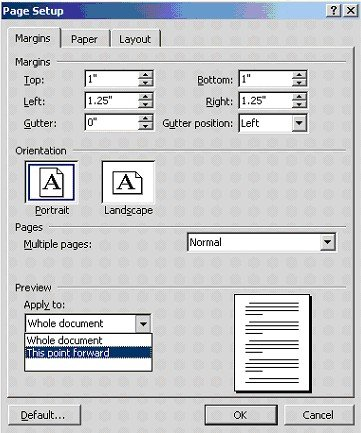 Page Setup
Margins Paper Layout
Margins
Top: 1" Bottom: 1"
Left: 1.25" Right: 1.25"
Gutter: 0" Gutter position: Left
Orientation
A A
Portrait Landscape
Pages
Multiple pages: Normal
Preview
Apply to:
Whole document
Whole document
This point forward
Default... OK Cancel